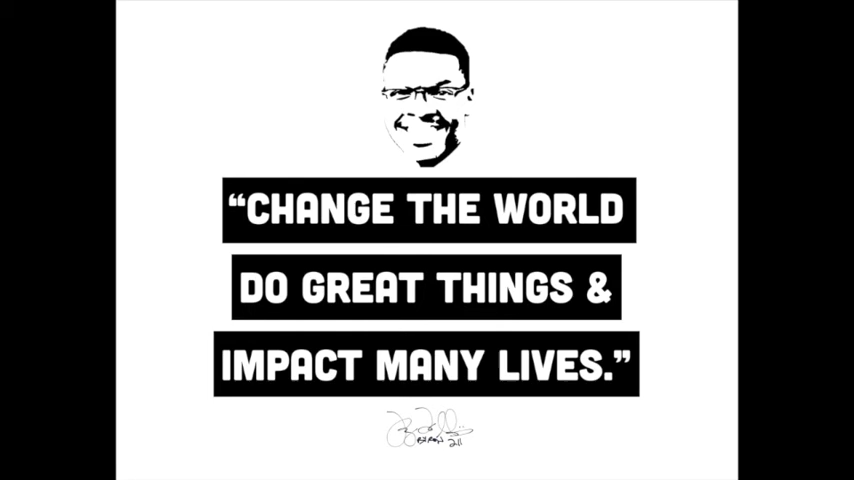 “CHANGE THE WORLD
DO GREAT THINGS &
IMPACT MANY LIVES.”